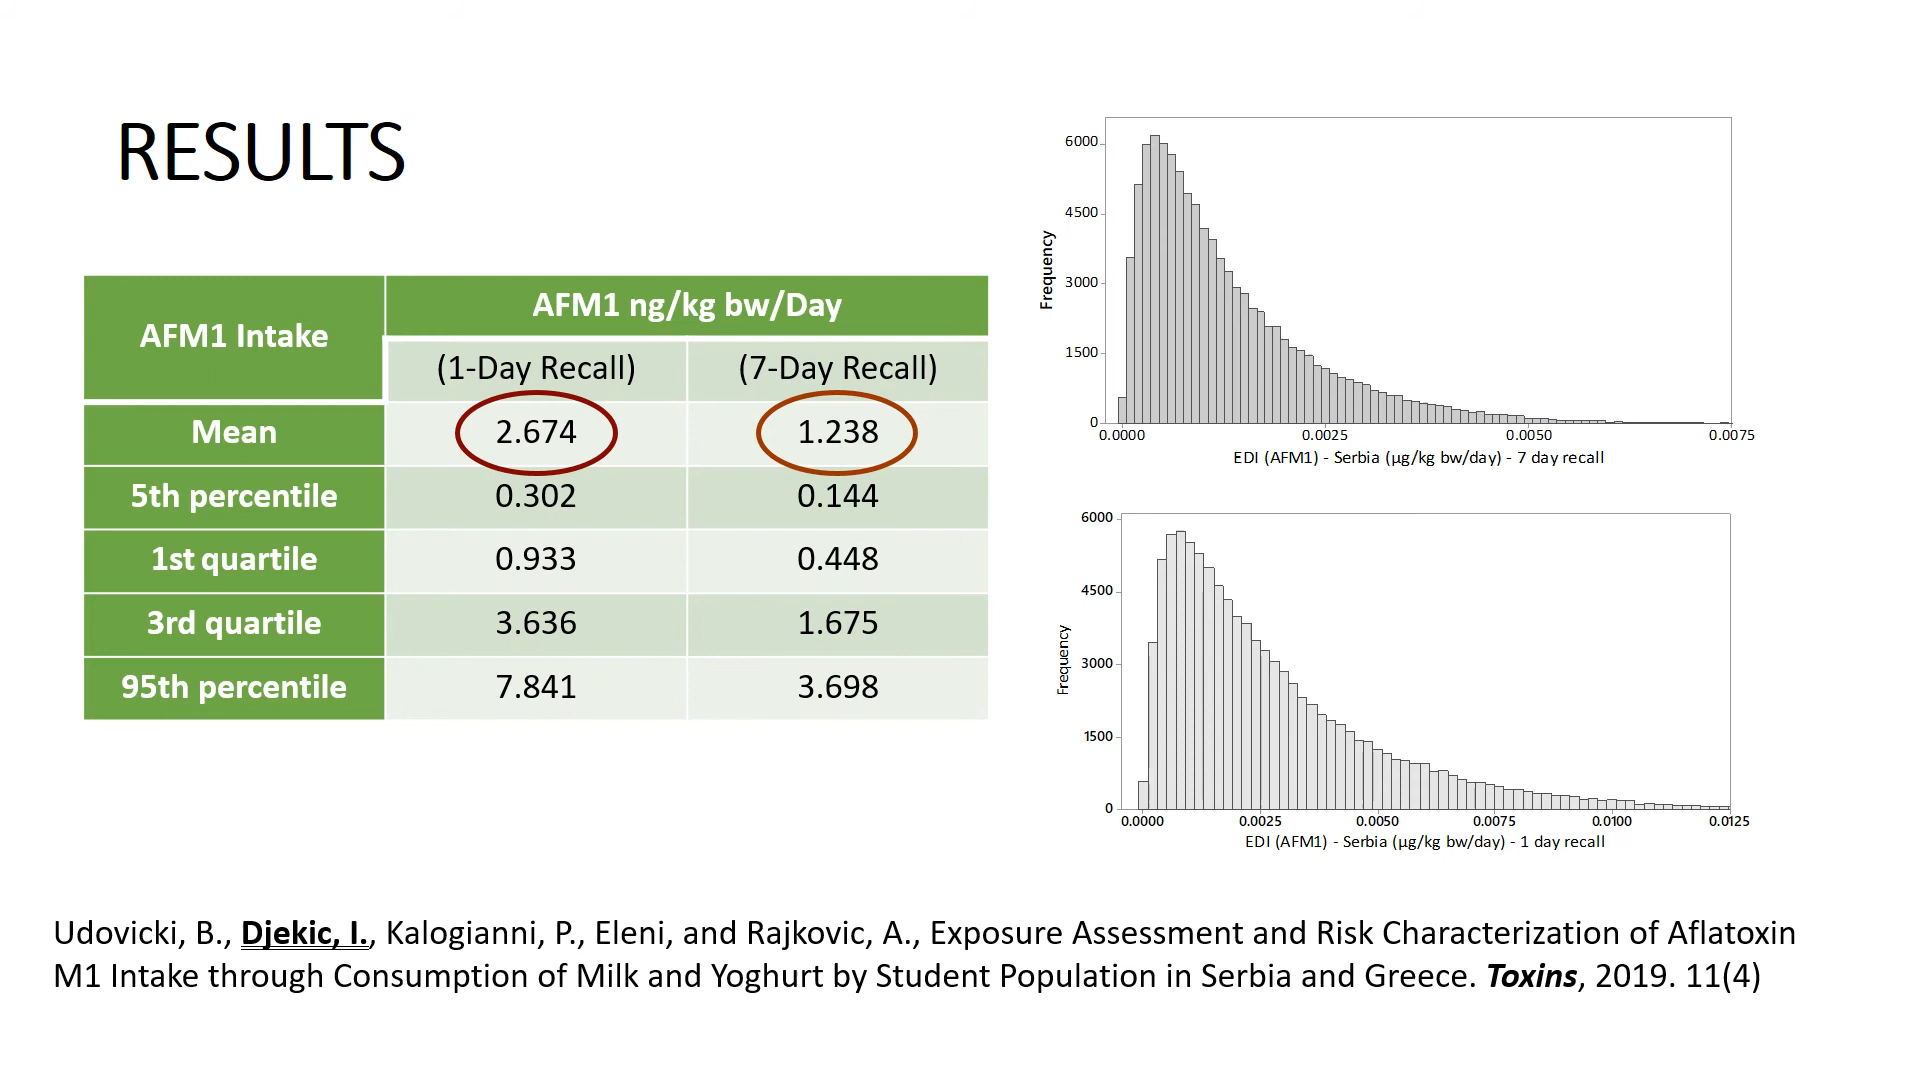 RESULTS
AFM1 Intake
AFM1 ng/kg bw/Day
(1-Day Recall) (7-Day Recall)
Mean 2.674 1.238
5th percentile 0.302 0.144
1st quartile 0.933 0.448
3rd quartile 3.636 1.675
95th percentile 7.841 3.698
Frequency
6000
4500
3000
1500
0
0.0000 0.0025 0.0050 0.0075
EDI (AFM1) - Serbia (µg/kg bw/day) - 7 day recall
Frequency
6000
4500
3000
1500
0
0.0000 0.0025 0.0050 0.0075 0.0100 0.0125
EDI (AFM1) - Serbia (µg/kg bw/day) - 1 day recall
Udovicki, B., Djekic, I., Kalogianni, P., Eleni, and Rajkovic, A., Exposure Assessment and Risk Characterization of Aflatoxin
M1 Intake through Consumption of Milk and Yoghurt by Student Population in Serbia and Greece. Toxins, 2019. 11(4)